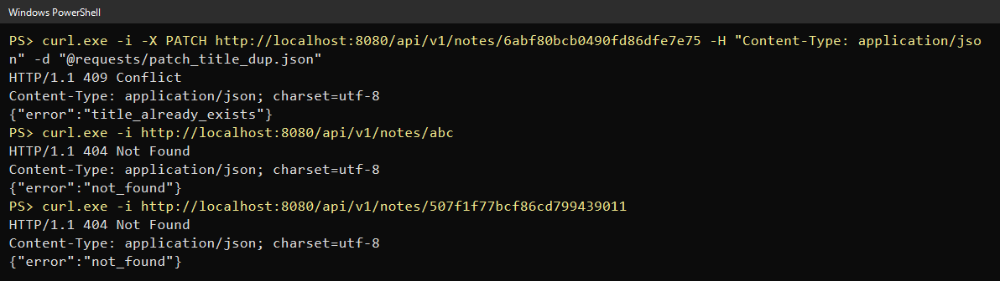 Windows PowerShell
PS> curl.exe -i -X PATCH http://localhost:8080/api/v1/notes/6abf80bcb0490fd86dfe7e75 -H "Content-Type: application/jso
n" -d "@requests/patch_title_dup.json"
HTTP/1.1 409 Conflict
Content-Type: application/json; charset=utf-8
{"error":"title_already_exists"}
PS> curl.exe -i http://localhost:8080/api/v1/notes/abc
HTTP/1.1 404 Not Found
Content-Type: application/json; charset=utf-8
{"error":"not_found"}
PS> curl.exe -i http://localhost:8080/api/v1/notes/507f1f77bcf86cd799439011
HTTP/1.1 404 Not Found
Content-Type: application/json; charset=utf-8
{"error":"not_found"}